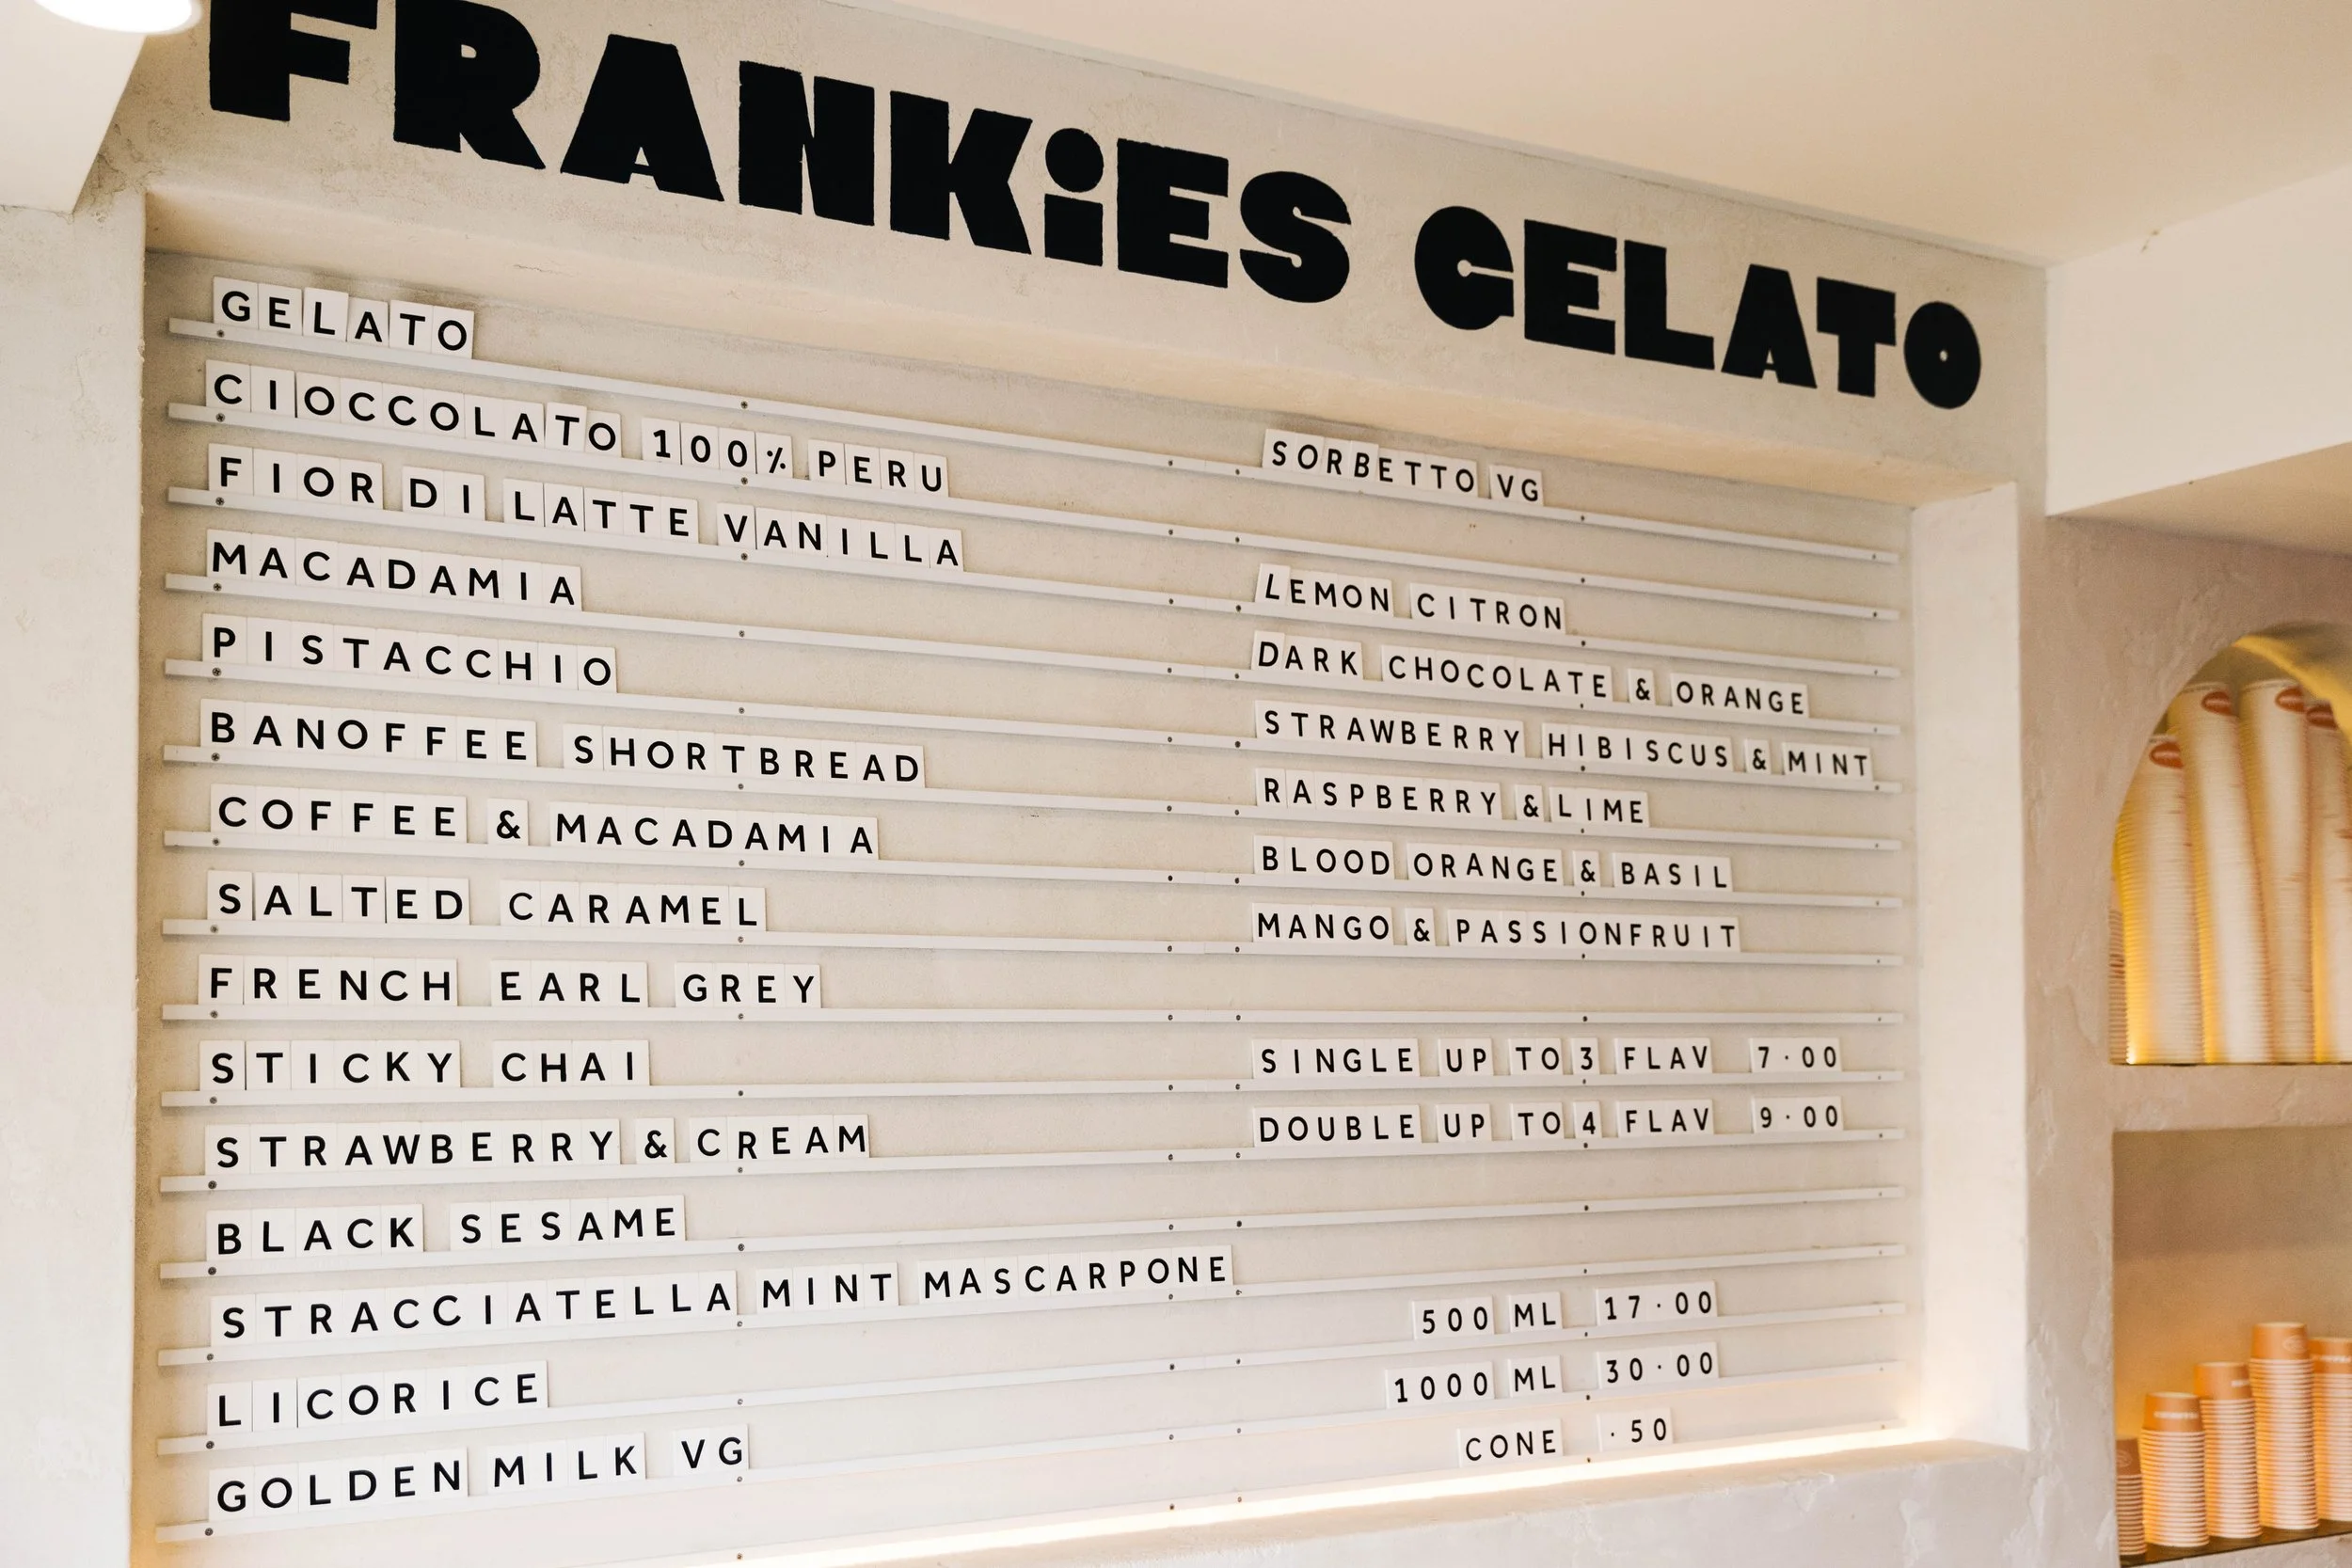 FRANKiES GELATO
GELATO
CIOCCOLATO 100% PERU
FIOR DI LATTE VANILLA
MACADAMIA
PISTACCHIO
BANOFFEE SHORTBREAD
COFFEE & MACADAMIA
SALTED CARAMEL
FRENCH EARL GREY
STICKY CHAI
STRAWBERRY & CREAM
BLACK SESAME
STRACCIATELLA MINT MASCARPONE
LICORICE
GOLDEN MILK VG
SORBETTO VG
LEMON CITRON
DARK CHOCOLATE & ORANGE
STRAWBERRY HIBISCUS & MINT
RASPBERRY & LIME
BLOOD ORANGE & BASIL
MANGO & PASSIONFRUIT
SINGLE UP TO 3 FLAV 7·00
DOUBLE UP TO 4 FLAV 9·00
500 ML 17·00
1000 ML 30·00
CONE ·50